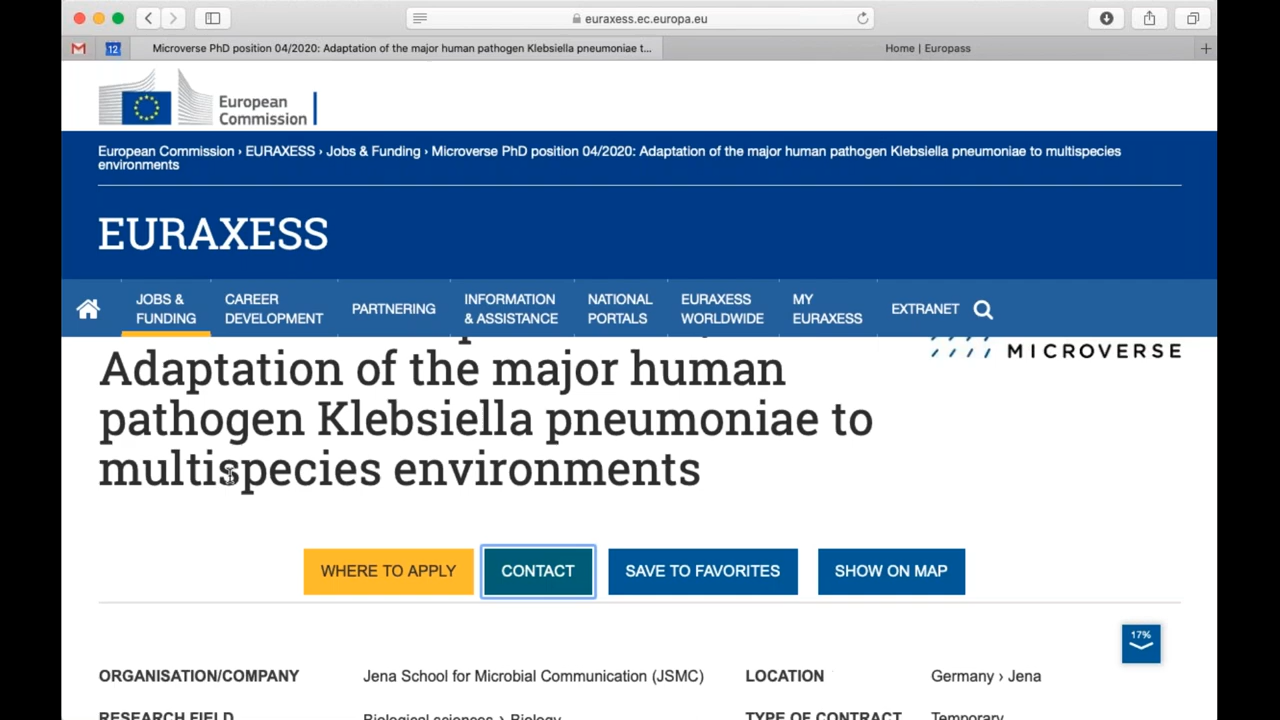 euraxess.ec.europa.eu
12
Microverse PhD position 04/2020: Adaptation of the major human pathogen Klebsiella pneumoniae t...
Home | Europass
European
Commission
European Commission › EURAXESS › Jobs & Funding › Microverse PhD position 04/2020: Adaptation of the major human pathogen Klebsiella pneumoniae to multispecies
environments
EURAXESS
JOBS &
FUNDING
CAREER
DEVELOPMENT
PARTNERING
INFORMATION
& ASSISTANCE
NATIONAL
PORTALS
EURAXESS
WORLDWIDE
MY
EURAXESS
EXTRANET
MICROVERSE
Adaptation of the major human
pathogen Klebsiella pneumoniae to
multispecies environments
WHERE TO APPLY
CONTACT
SAVE TO FAVORITES
SHOW ON MAP
17%
ORGANISATION/COMPANY
Jena School for Microbial Communication (JSMC)
LOCATION
Germany › Jena
RESEARCH FIELD
Biological sciences › Biology
TYPE OF CONTRACT
Temporary